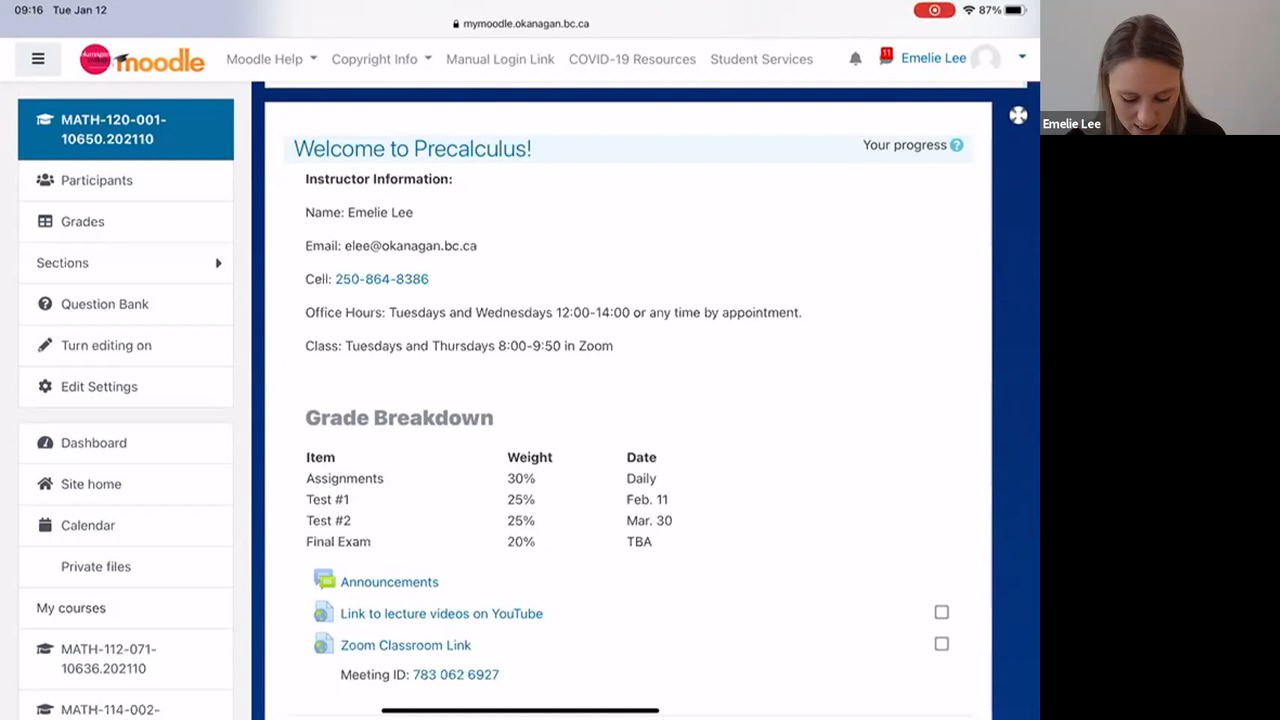 09:16 Tue Jan 12
mymoodle.okanagan.bc.ca
87%
moodle
Moodle Help
Copyright Info
Manual Login Link
COVID-19 Resources
Student Services
11
Emelie Lee
MATH-120-001-
10650.202110
Participants
Grades
Sections
Question Bank
Turn editing on
Edit Settings
Dashboard
Site home
Calendar
Private files
My courses
MATH-112-071-
10636.202110
MATH-114-002-
Welcome to Precalculus!
Your progress
Instructor Information:
Name: Emelie Lee
Email: elee@okanagan.bc.ca
Cell: 250-864-8386
Office Hours: Tuesdays and Wednesdays 12:00-14:00 or any time by appointment.
Class: Tuesdays and Thursdays 8:00-9:50 in Zoom
Grade Breakdown
Item Weight Date
Assignments 30% Daily
Test #1 25% Feb. 11
Test #2 25% Mar. 30
Final Exam 20% TBA
Announcements
Link to lecture videos on YouTube
Zoom Classroom Link
Meeting ID: 783 062 6927
Emelie Lee